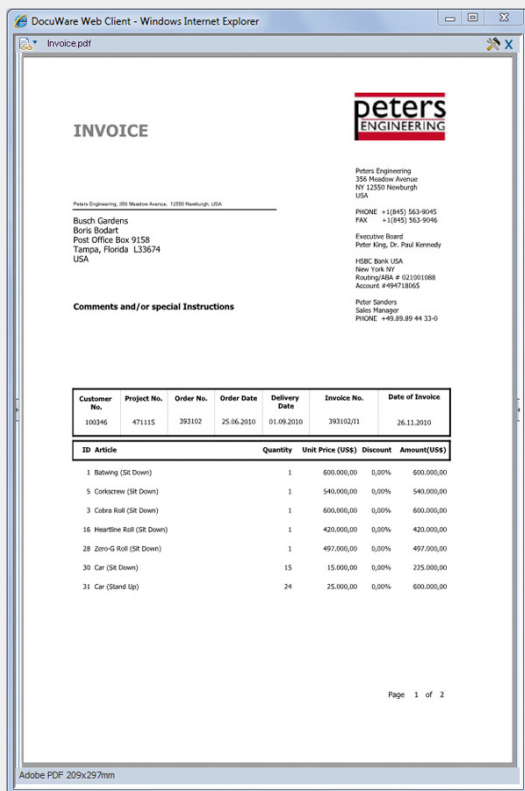 DocuWare Web Client - Windows Internet Explorer
Invoice.pdf
peters
ENGINEERING
INVOICE
Peters Engineering
356 Meadow Avenue
NY 12550 Newburgh
USA
Peters Engineering, 356 Meadow Avenue, 12550 Newburgh, USA
PHONE +1(845) 563-9045
FAX +1(845) 563-9046
Busch Gardens
Boris Bodart
Post Office Box 9158
Tampa, Florida L33674
USA
Executive Board
Peter King, Dr. Paul Kennedy
HSBC Bank USA
New York NY
Routing/ABA # 021001088
Account #494718065
Comments and/or special Instructions
Peter Sanders
Sales Manager
PHONE +49.89.89 44 33-0
Customer No. Project No. Order No. Order Date Delivery Date Invoice No. Date of Invoice
100346 471115 393102 25.06.2010 01.09.2010 393102/I1 26.11.2010
ID Article Quantity Unit Price (US$) Discount Amount(US$)
1 Batwing (Sit Down) 1 600.000,00 0,00% 600.000,00
5 Corkscrew (Sit Down) 1 540.000,00 0,00% 540.000,00
3 Cobra Roll (Sit Down) 1 600.000,00 0,00% 600.000,00
16 Heartline Roll (Sit Down) 1 420.000,00 0,00% 420.000,00
28 Zero-G Roll (Sit Down) 1 497.000,00 0,00% 497.000,00
30 Car (Sit Down) 15 15.000,00 0,00% 225.000,00
31 Car (Stand Up) 24 25.000,00 0,00% 600.000,00
Page 1 of 2
Adobe PDF 209x297mm